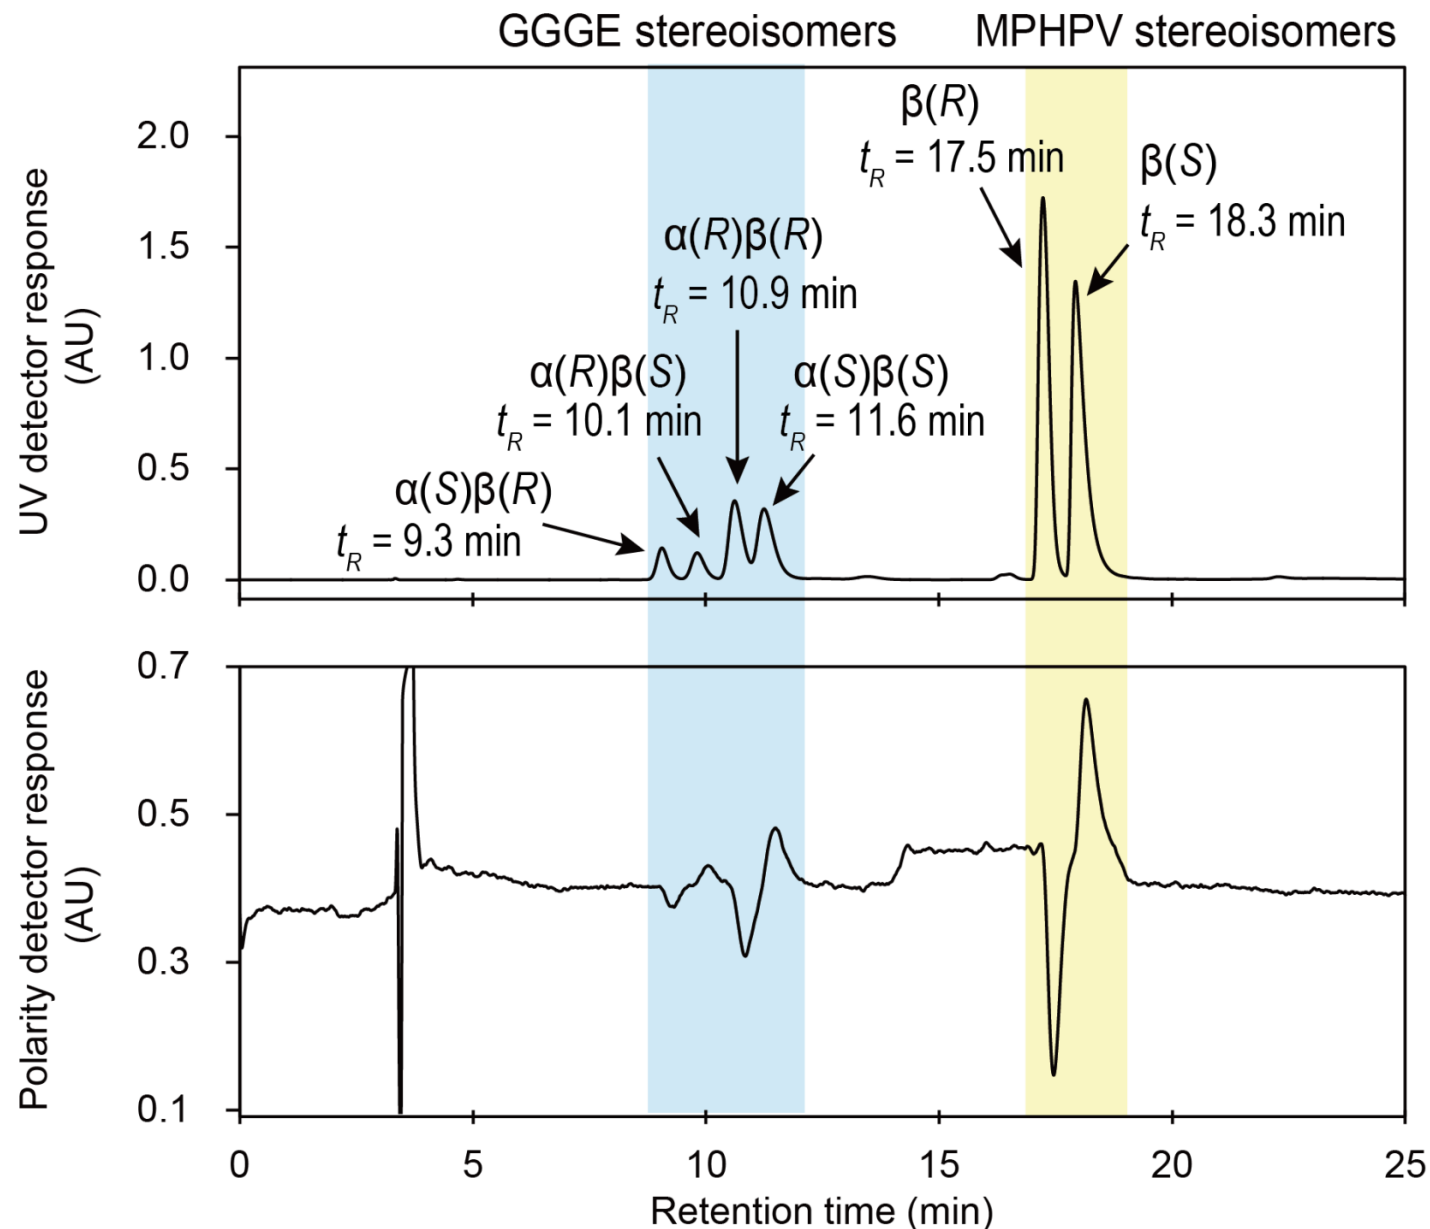 GGGE stereoisomers
MPHPV stereoisomers
UV detector response
(AU)
2.0
1.5
1.0
0.5
0.0
α(S)β(R)
tR = 9.3 min
α(R)β(S)
tR = 10.1 min
α(R)β(R)
tR = 10.9 min
α(S)β(S)
tR = 11.6 min
β(R)
tR = 17.5 min
β(S)
tR = 18.3 min
Polarity detector response
(AU)
0.7
0.5
0.3
0.1
0
5
10
15
20
25
Retention time (min)